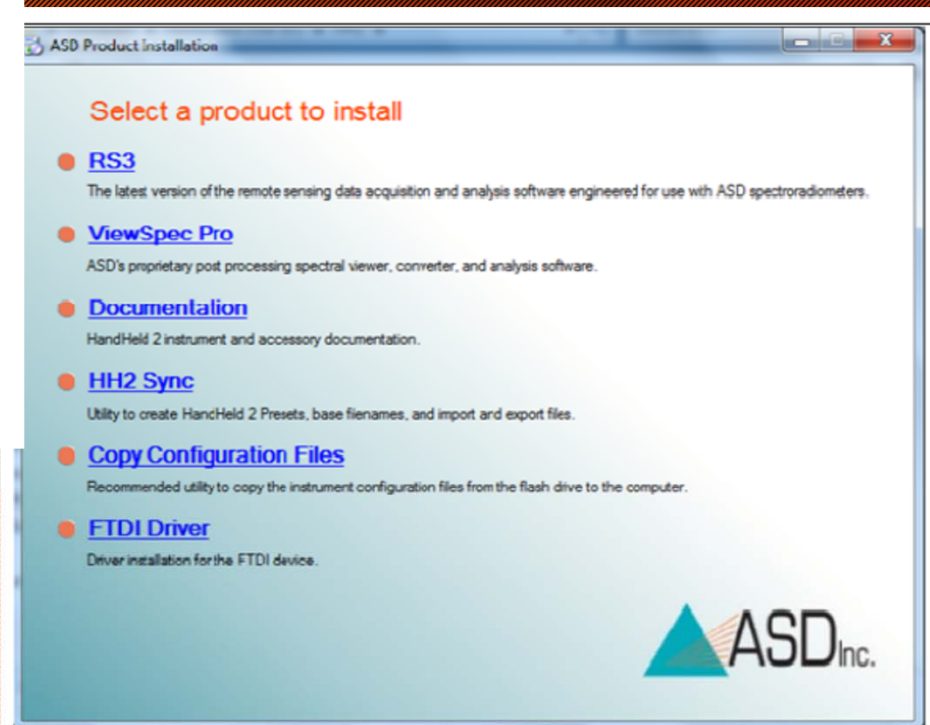 ASD Product Installation
Select a product to install
RS3
The latest version of the remote sensing data acquisition and analysis software engineered for use with ASD spectroradiometers.
ViewSpec Pro
ASD's proprietary post processing spectral viewer, converter, and analysis software.
Documentation
HandHeld 2 instrument and accessory documentation.
HH2 Sync
Utility to create HandHeld 2 Presets, base filenames, and import and export files.
Copy Configuration Files
Recommended utility to copy the instrument configuration files from the flash drive to the computer.
FTDI Driver
Driver installation for the FTDI device.
ASD Inc.